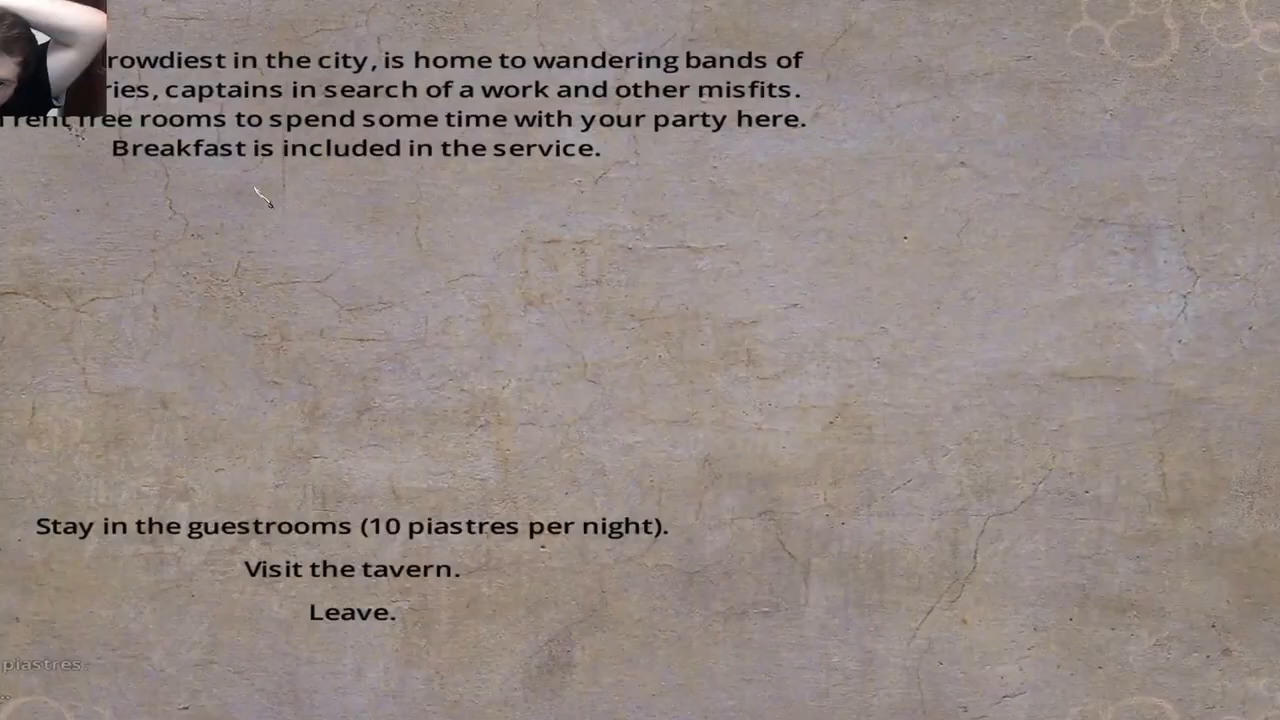 rowdiest in the city, is home to wandering bands of
ries, captains in search of a work and other misfits.
rent free rooms to spend some time with your party here.
Breakfast is included in the service.
Stay in the guestrooms (10 piastres per night).
Visit the tavern.
Leave.
piastres.